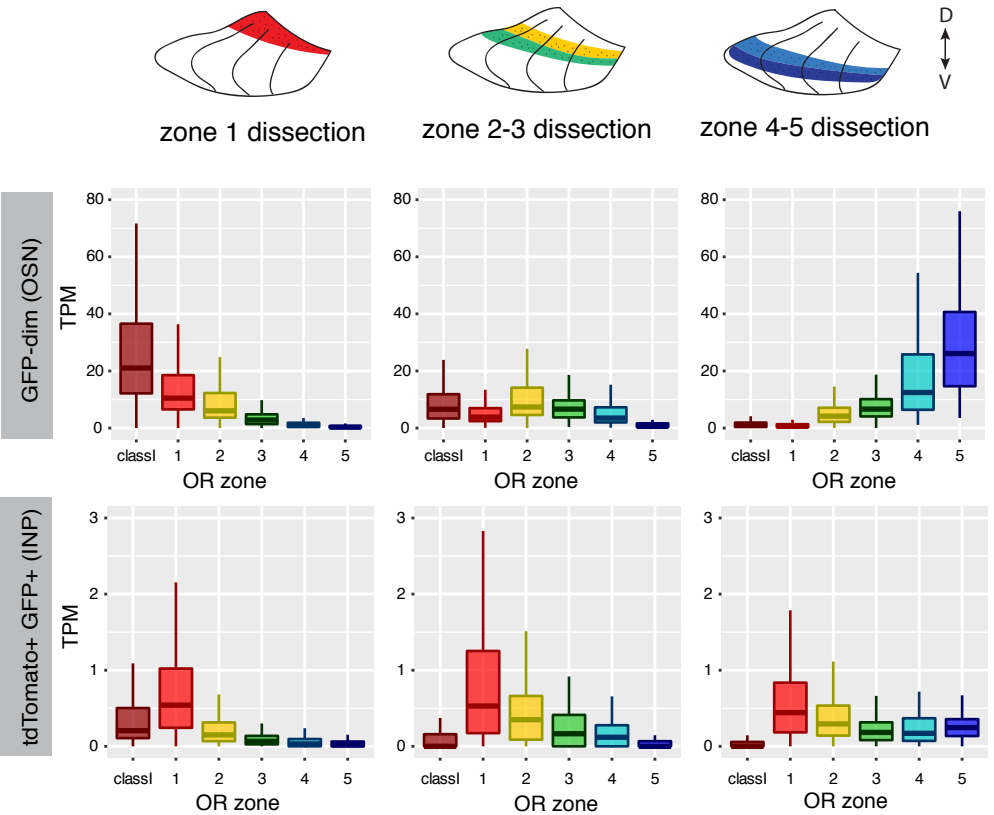 D
V
zone 1 dissection
zone 2-3 dissection
zone 4-5 dissection
GFP-dim (OSN)
TPM
80
60
40
20
0
classI 1 2 3 4 5
OR zone
80
60
40
20
0
classI 1 2 3 4 5
OR zone
80
60
40
20
0
classI 1 2 3 4 5
OR zone
tdTomato+ GFP+ (INP)
TPM
3
2
1
0
classI 1 2 3 4 5
OR zone
3
2
1
0
classI 1 2 3 4 5
OR zone
3
2
1
0
classI 1 2 3 4 5
OR zone